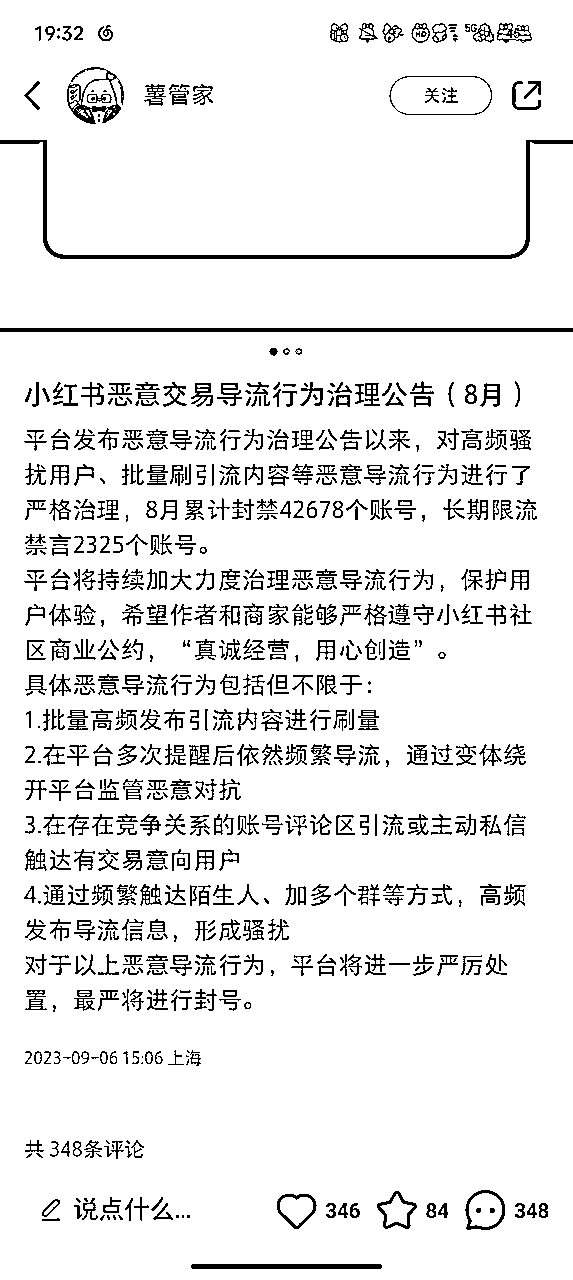 19:32
薯管家
关注
小红书恶意交易导流行为治理公告（8月）
平台发布恶意导流行为治理公告以来，对高频骚
扰用户、批量刷引流内容等恶意导流行为进行了
严格治理，8月累计封禁42678个账号，长期限流
禁言2325个账号。
平台将持续加大力度治理恶意导流行为，保护用
户体验，希望作者和商家能够严格遵守小红书社
区商业公约，“真诚经营，用心创造”。
具体恶意导流行为包括但不限于：
1.批量高频发布引流内容进行刷量
2.在平台多次提醒后依然频繁导流，通过变体绕
开平台监管恶意对抗
3.在存在竞争关系的账号评论区引流或主动私信
触达有交易意向用户
4.通过频繁触达陌生人、加多个群等方式，高频
发布导流信息，形成骚扰
对于以上恶意导流行为，平台将进一步严厉处
置，最严将进行封号。
2023-09-06 15:06 上海
共 348条评论
说点什么...
346
84
348